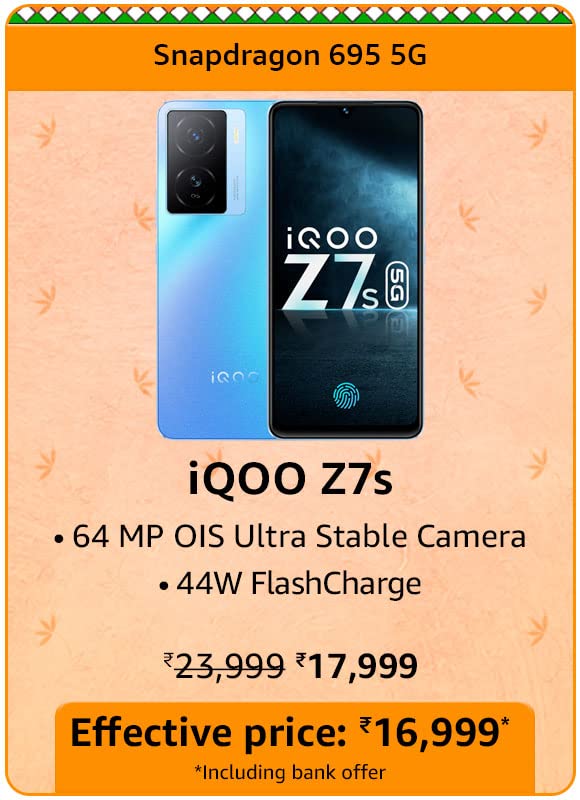 Snapdragon 695 5G
iQOO
Z7s 5G
iQOO
iQOO Z7s
• 64 MP OIS Ultra Stable Camera
• 44W FlashCharge
₹23,999 ₹17,999
Effective price: ₹16,999*
*Including bank offer